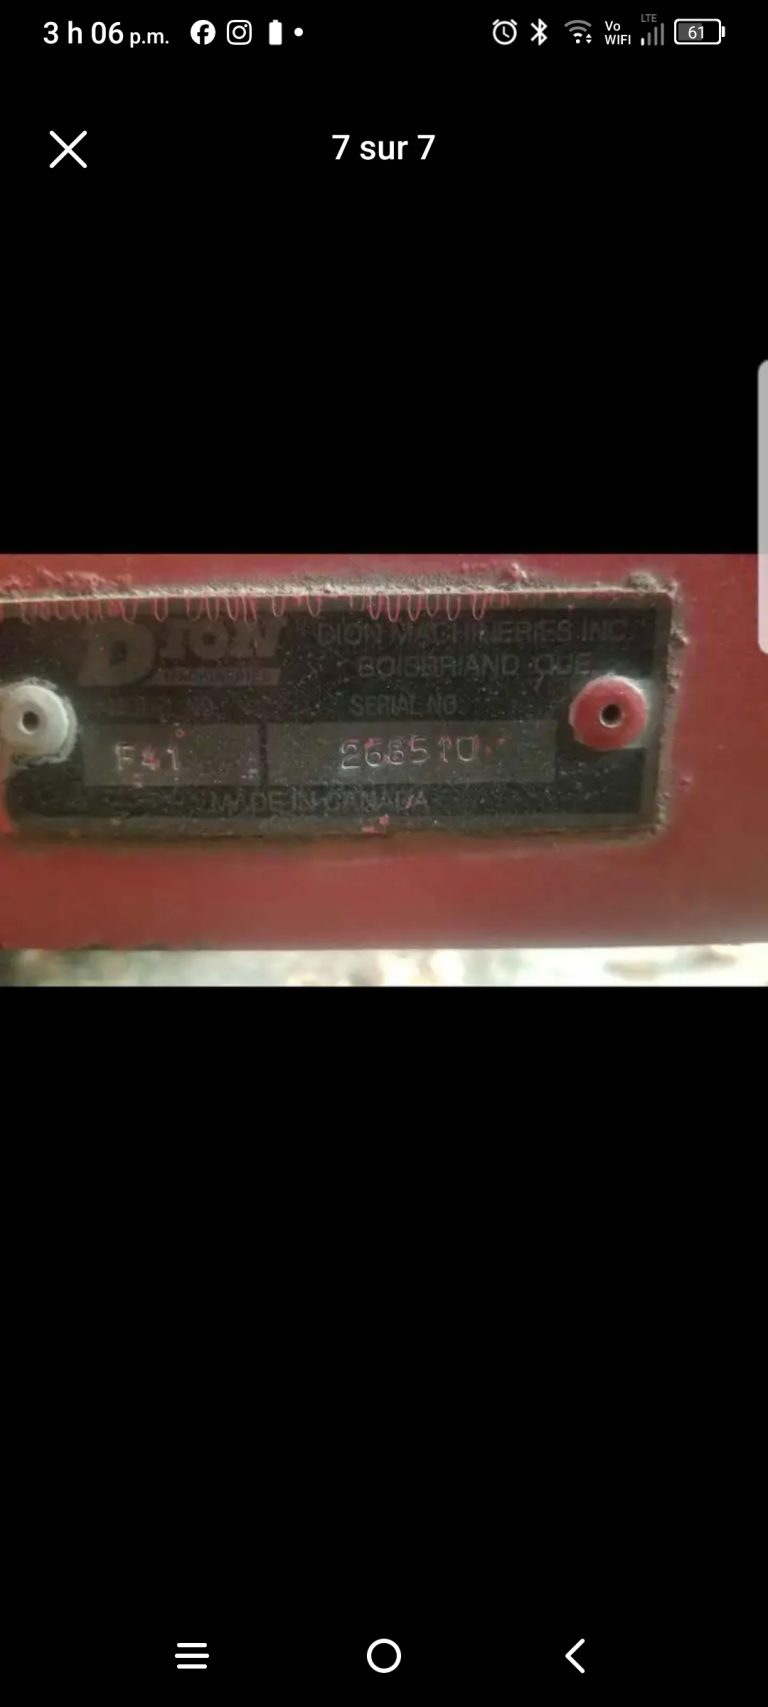 3 h 06 p.m.
Vo
WIFI
LTE
61
7 sur 7
DION
DION MACHINERIES INC.
BOISBRIAND QUE.
SERIAL NO.
F41
MADE IN CANADA